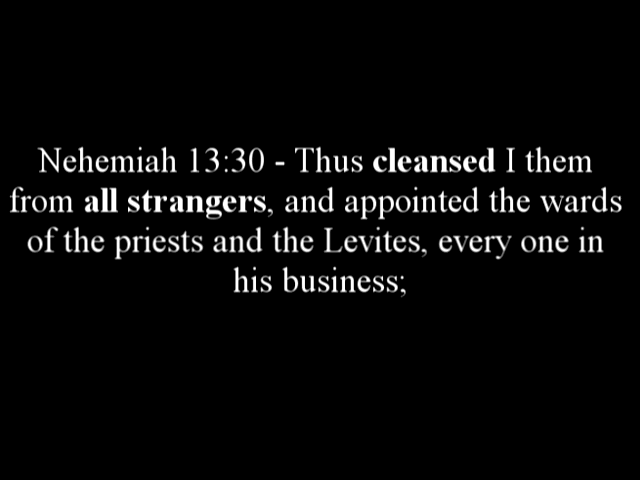 Nehemiah 13:30 - Thus cleansed I them
from all strangers, and appointed the wards
of the priests and the Levites, every one in
his business;